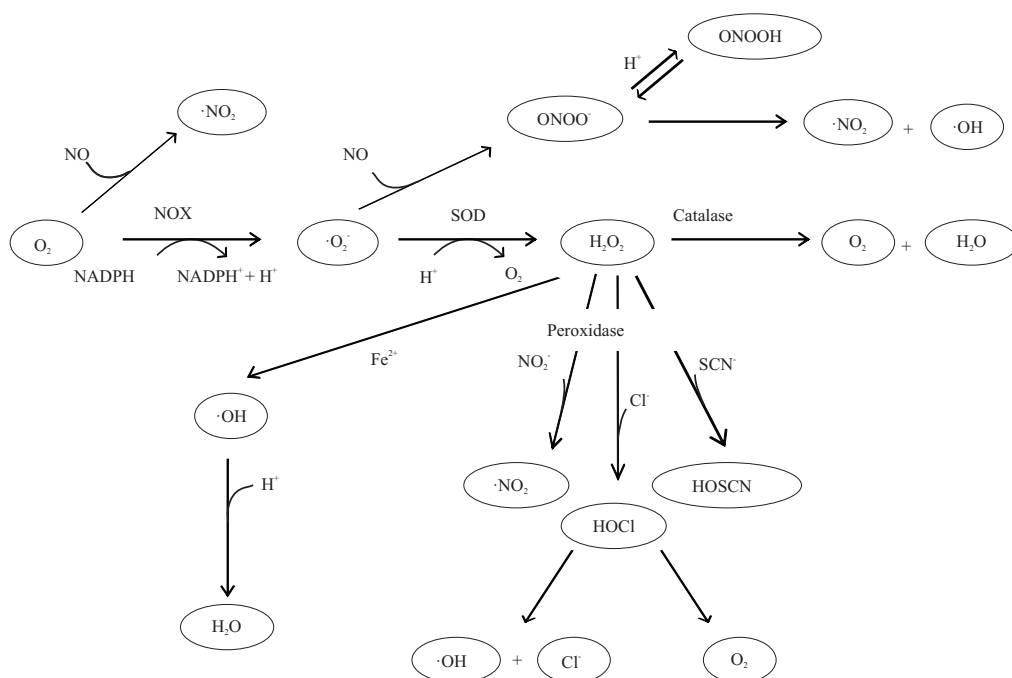 ONOOH
H⁺
·NO₂
ONOO⁻
·NO₂ + ·OH
NO
NO
NOX
SOD
Catalase
O₂
·O₂⁻
H₂O₂
O₂ + H₂O
NADPH
NADPH⁺ + H⁺
H⁺
O₂
Peroxidase
Fe²⁺
NO₂⁻
SCN⁻
Cl⁻
·OH
H⁺
·NO₂
HOSCN
HOCl
H₂O
·OH + Cl⁻
O₂